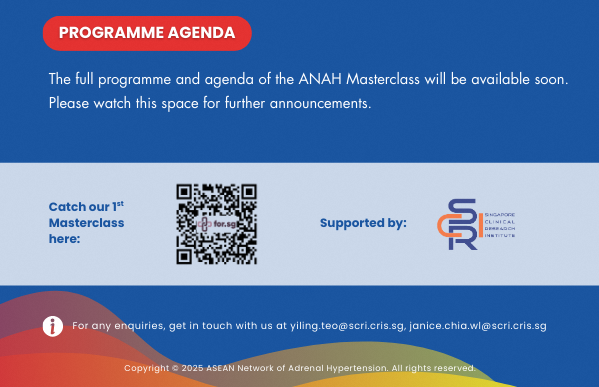 PROGRAMME AGENDA
The full programme and agenda of the ANAH Masterclass will be available soon.
Please watch this space for further announcements.
Catch our 1st
Masterclass
here:
for.sg
Supported by:
SCRI
SINGAPORE
CLINICAL
RESEARCH
INSTITUTE
For any enquiries, get in touch with us at yiling.teo@scri.cris.sg, janice.chia.wl@scri.cris.sg
Copyright © 2025 ASEAN Network of Adrenal Hypertension. All rights reserved.